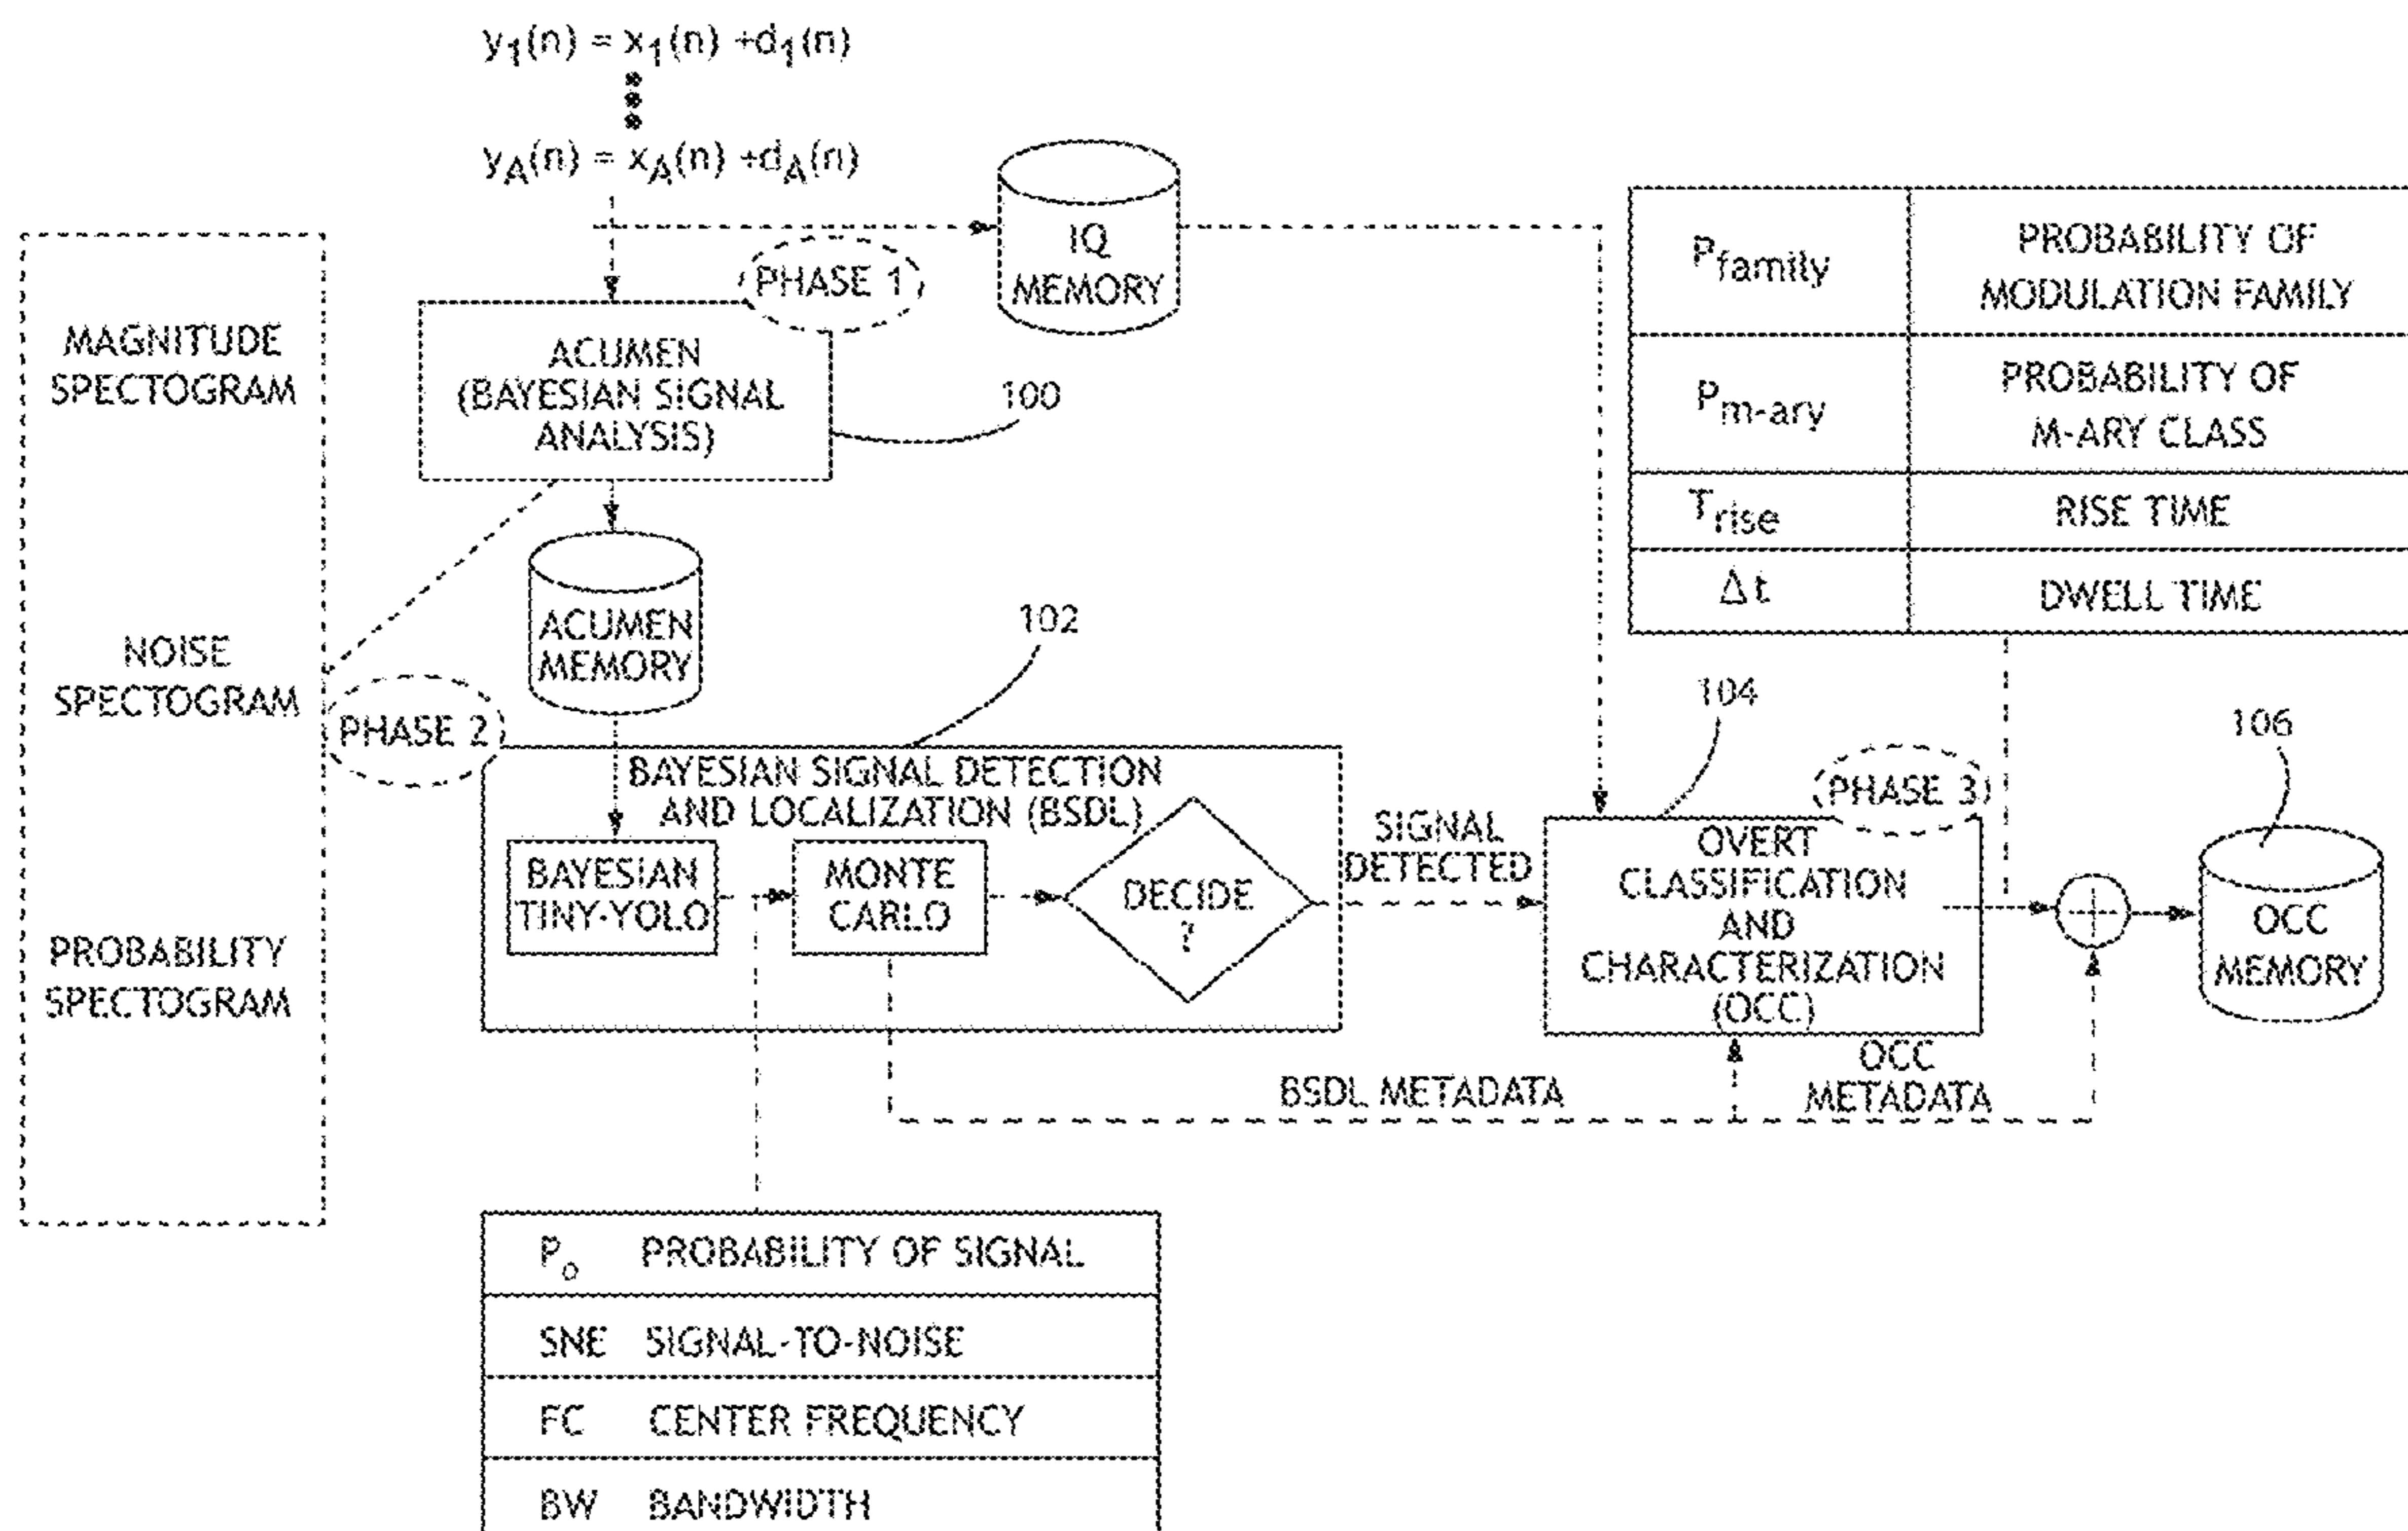 y1(n) = x1(n) +d1(n)
yA(n) = xA(n) +dA(n)
IQ
MEMORY
PHASE 1
ACUMEN
(BAYESIAN SIGNAL
ANALYSIS)
100
MAGNITUDE
SPECTOGRAM
NOISE
SPECTOGRAM
PROBABILITY
SPECTOGRAM
Pfamily PROBABILITY OF
MODULATION FAMILY
Pm-ary PROBABILITY OF
M-ARY CLASS
Trise RISE TIME
Δt DWELL TIME
ACUMEN
MEMORY
102
PHASE 2
BAYESIAN SIGNAL DETECTION
AND LOCALIZATION (BSDL)
BAYESIAN
TINY-YOLO
MONTE
CARLO
DECIDE
?
SIGNAL
DETECTED
104
PHASE 3
OVERT
CLASSIFICATION
AND
CHARACTERIZATION
(OCC)
106
OCC
MEMORY
BSDL METADATA
OCC
METADATA
Po PROBABILITY OF SIGNAL
SNE SIGNAL-TO-NOISE
FC CENTER FREQUENCY
BW BANDWIDTH